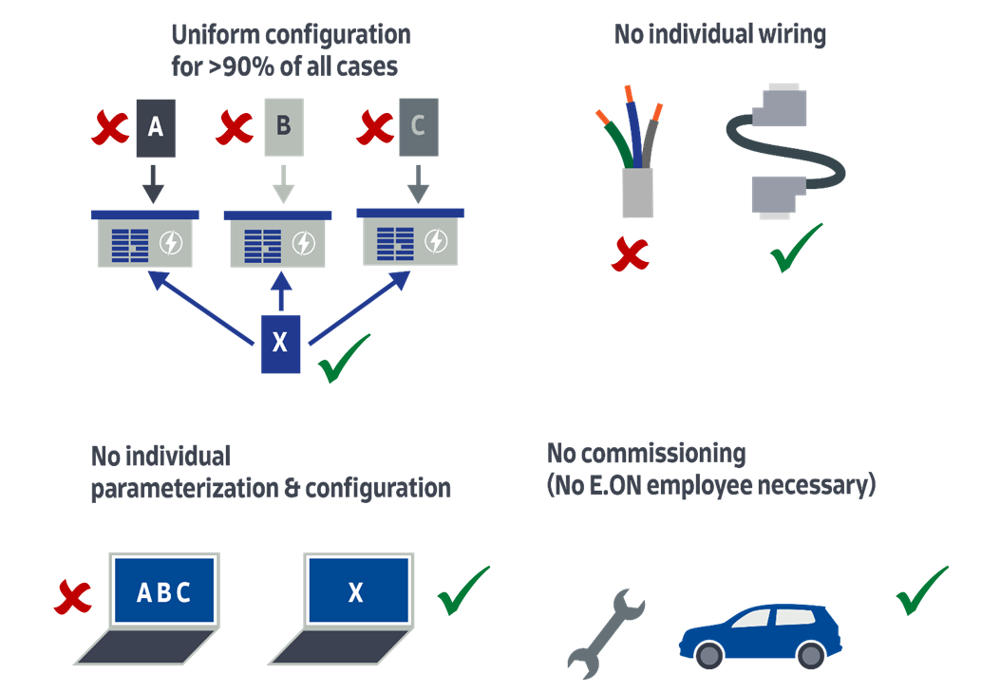 Uniform configuration
for >90% of all cases
A
B
C
X
No individual wiring
No individual
parameterization & configuration
ABC
X
No commissioning
(No E.ON employee necessary)